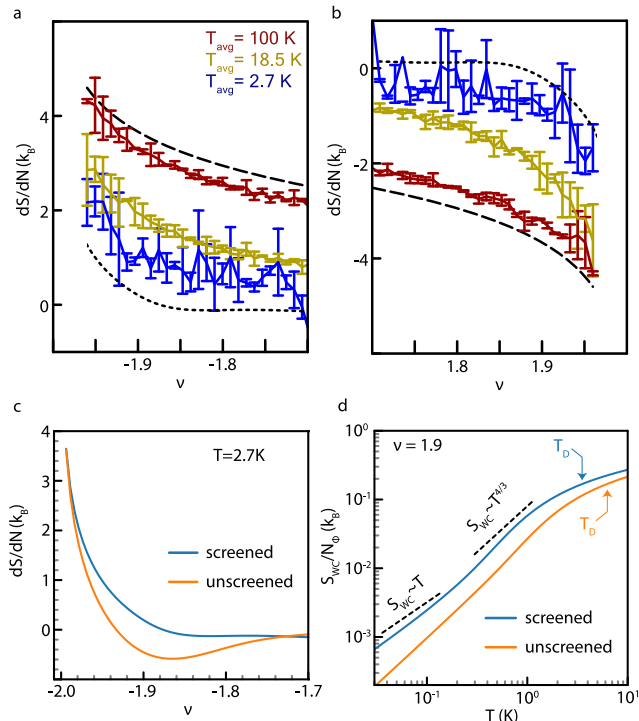 a
T_avg = 100 K
T_avg = 18.5 K
T_avg = 2.7 K
dS/dN (k_B)
4
2
0
-1.9
-1.8
ν
b
dS/dN (k_B)
0
-2
-4
1.8
1.9
ν
c
T=2.7K
dS/dN (k_B)
4
3
2
1
0
screened
unscreened
-2.0
-1.9
-1.8
-1.7
ν
d
ν = 1.9
T_D
T_D
S_WC/N_Φ (k_B)
10^0
10^-1
10^-2
10^-3
S_WC~T^4/3
S_WC~T
screened
unscreened
10^-1
10^0
10^1
T (K)